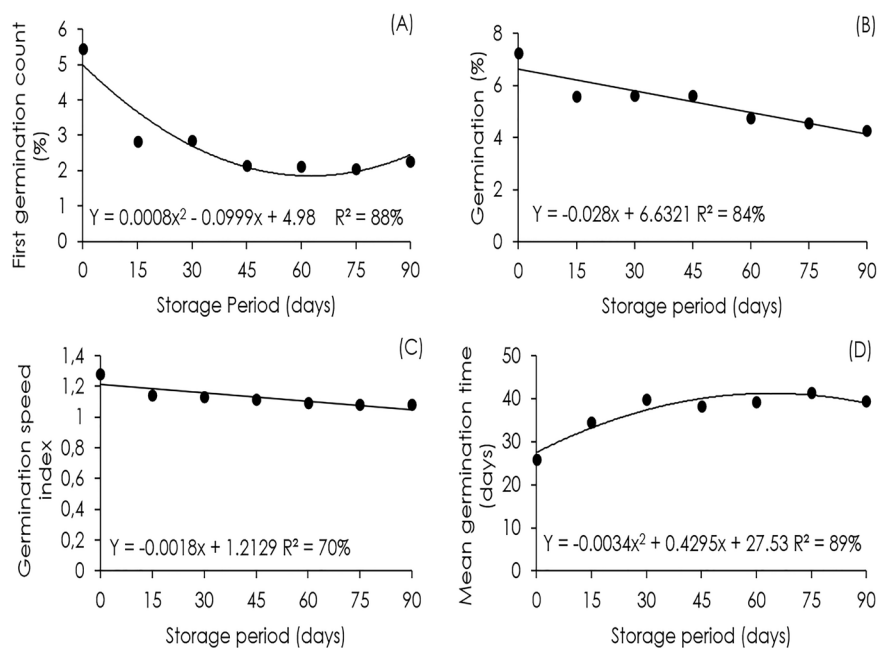 (A)
First germination count
(%)
6
5
4
3
2
1
0
Y = 0.0008x² - 0.0999x + 4.98 R² = 88%
0 15 30 45 60 75 90
Storage Period (days)
(B)
Germination (%)
8
6
4
2
0
Y = -0.028x + 6.6321 R² = 84%
0 15 30 45 60 75 90
Storage period (days)
(C)
Germination speed
index
1,4
1,2
1
0,8
0,6
0,4
0,2
0
Y = -0.0018x + 1.2129 R² = 70%
0 15 30 45 60 75 90
Storage period (days)
(D)
Mean germination time
(days)
50
40
30
20
10
0
Y = -0.0034x² + 0.4295x + 27.53 R² = 89%
0 15 30 45 60 75 90
Storage period (days)